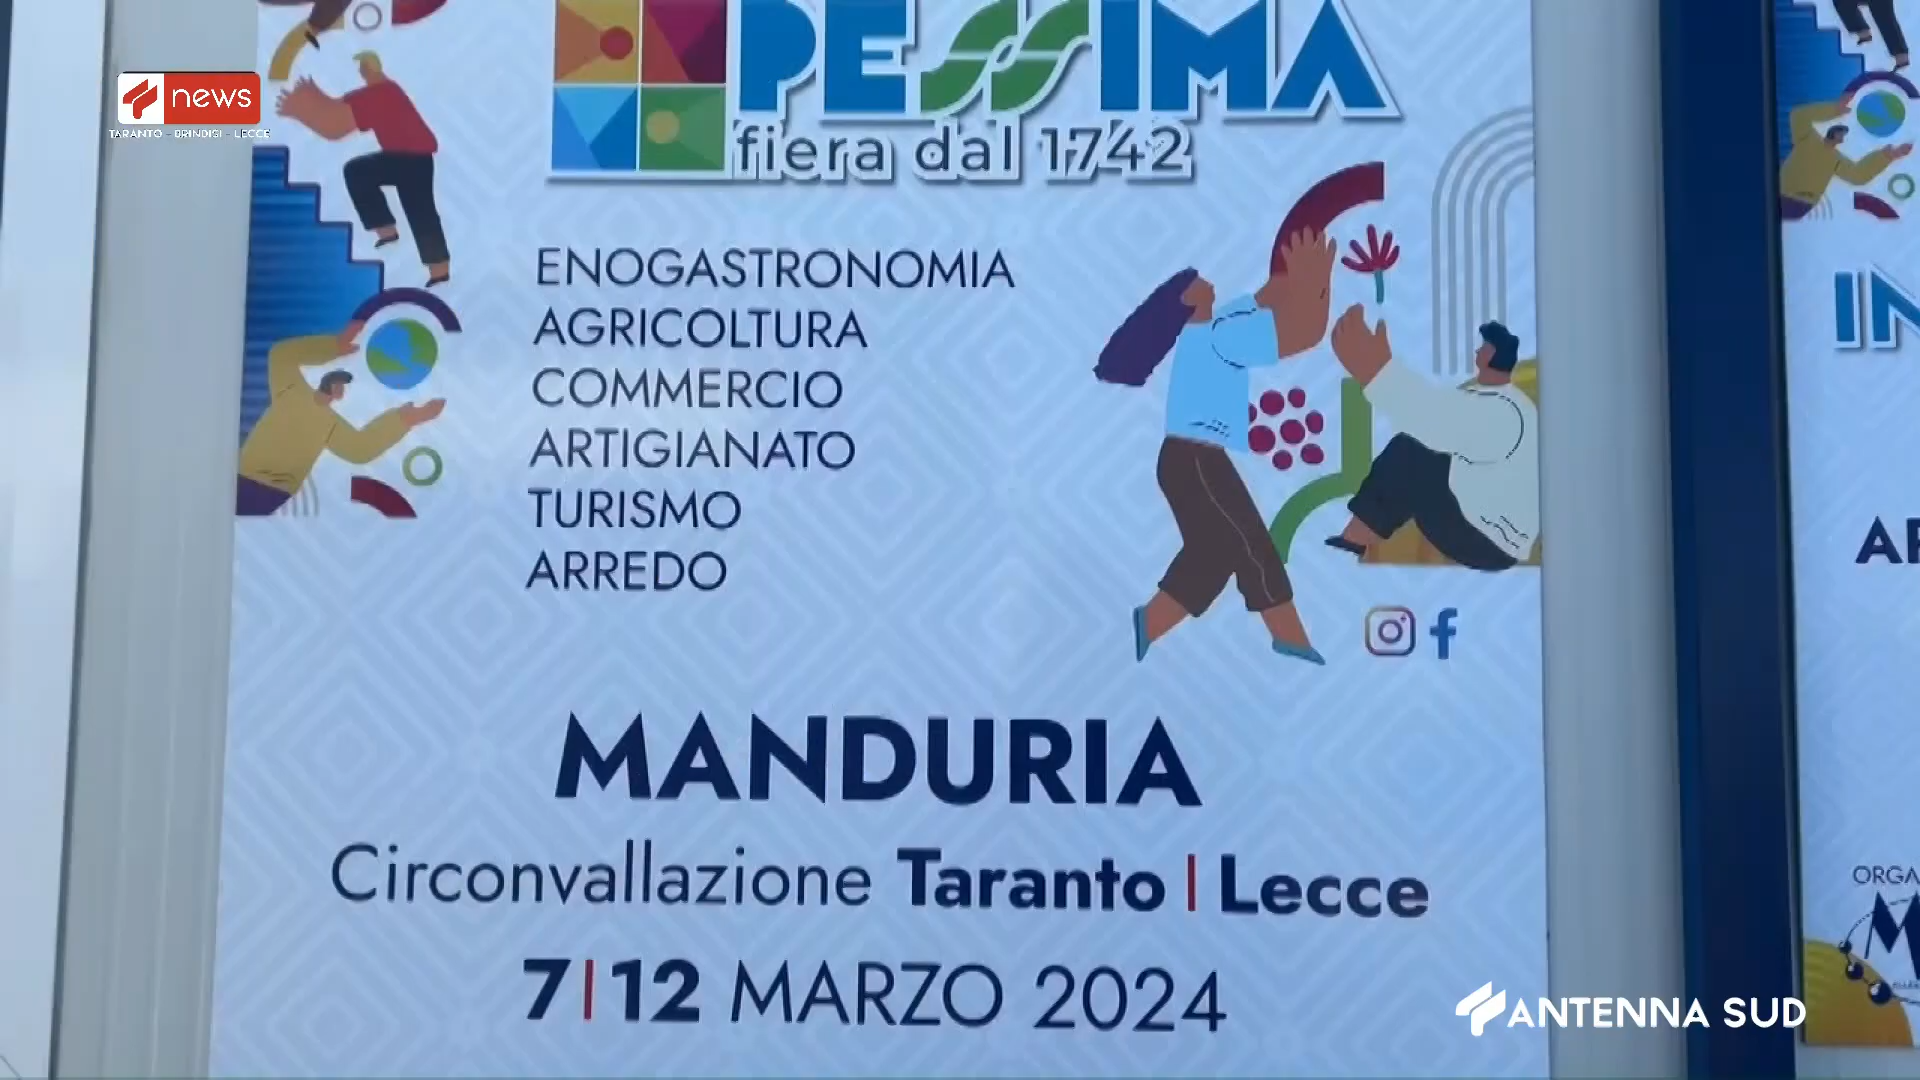 news
TARANTO - BRINDISI - LECCE
PESSIMA
fiera dal 1742
ENOGASTRONOMIA
AGRICOLTURA
COMMERCIO
ARTIGIANATO
TURISMO
ARREDO
MANDURIA
Circonvallazione Taranto | Lecce
7|12 MARZO 2024
ANTENNA SUD